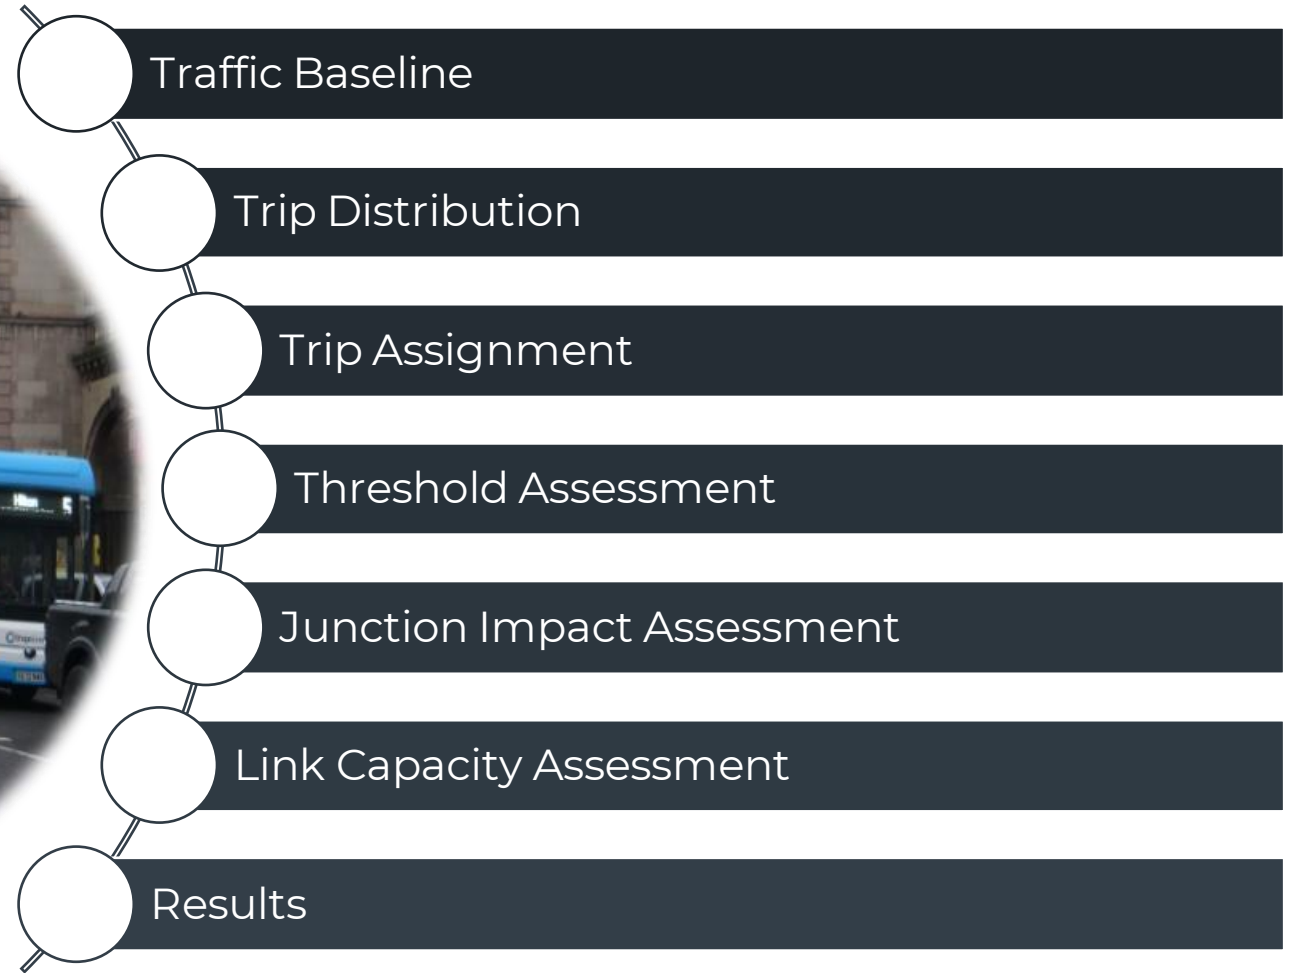 Traffic Baseline
Trip Distribution
Trip Assignment
Threshold Assessment
Junction Impact Assessment
Link Capacity Assessment
Results